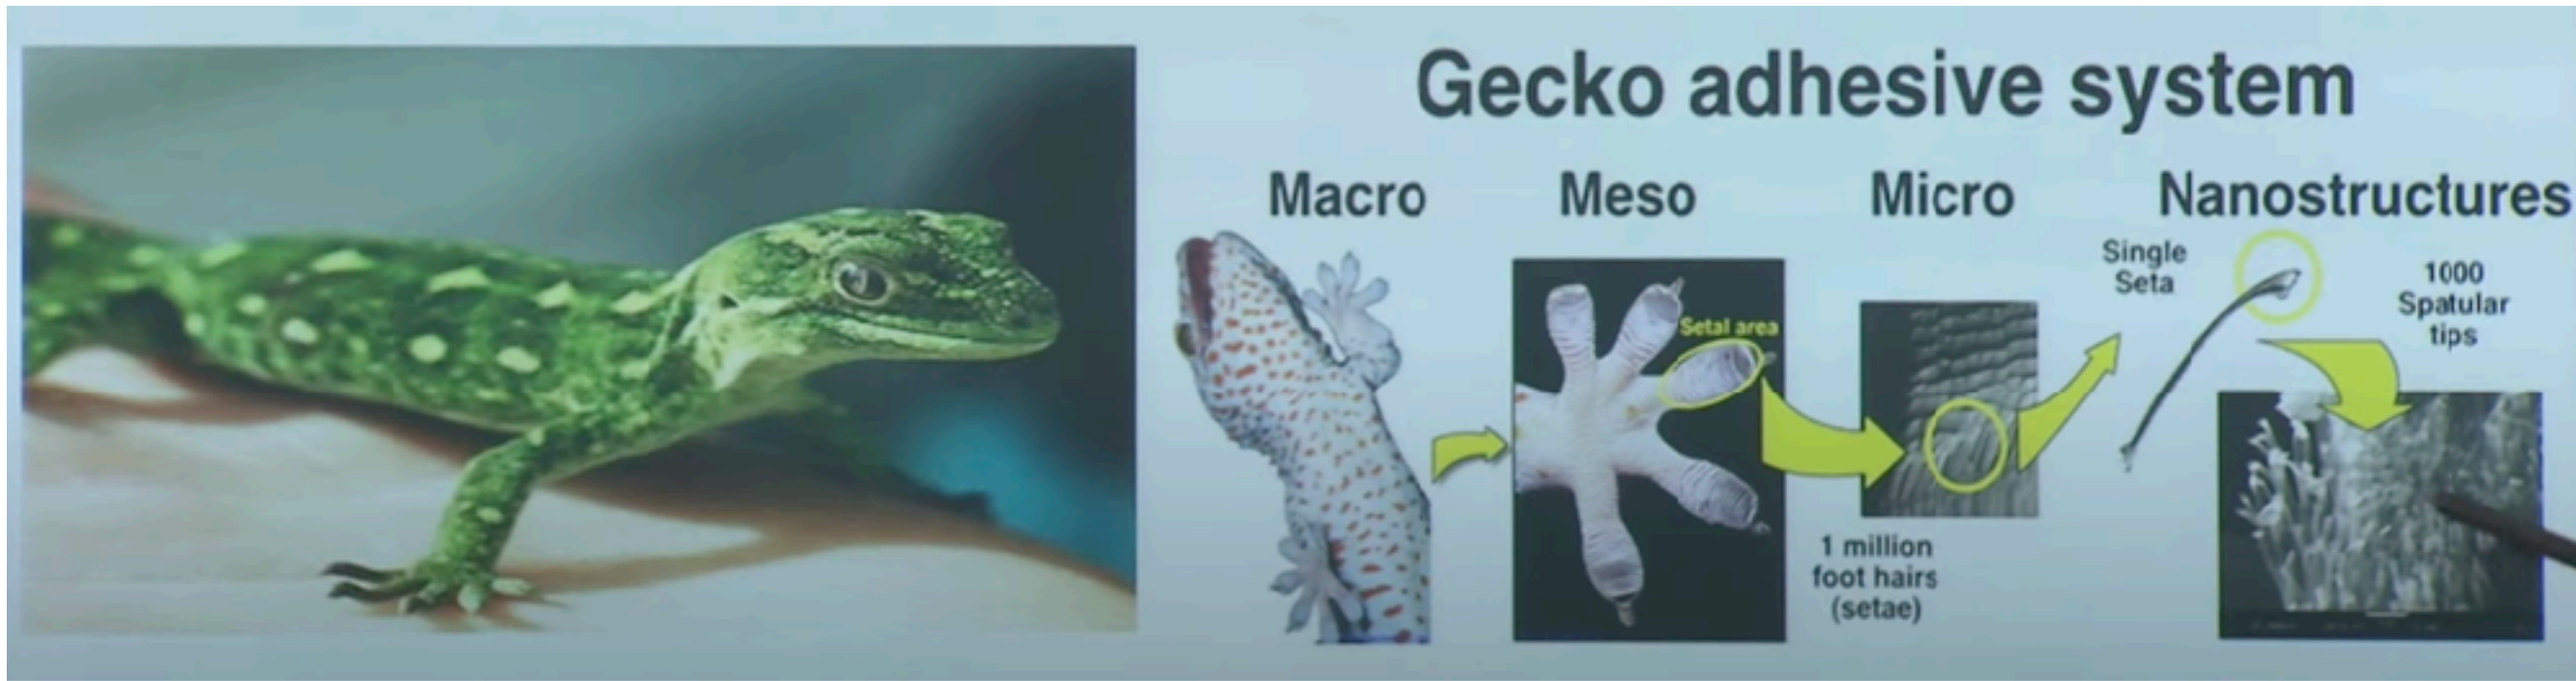 Gecko adhesive system
Macro
Meso
Micro
Nanostructures
Setal area
1 million
foot hairs
(setae)
Single
Seta
1000
Spatular
tips